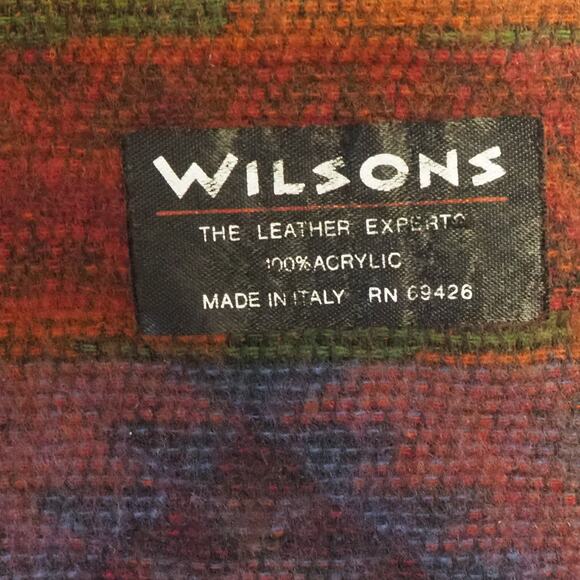 WILSONS
THE LEATHER EXPERTS
100% ACRYLIC
MADE IN ITALY RN 69426